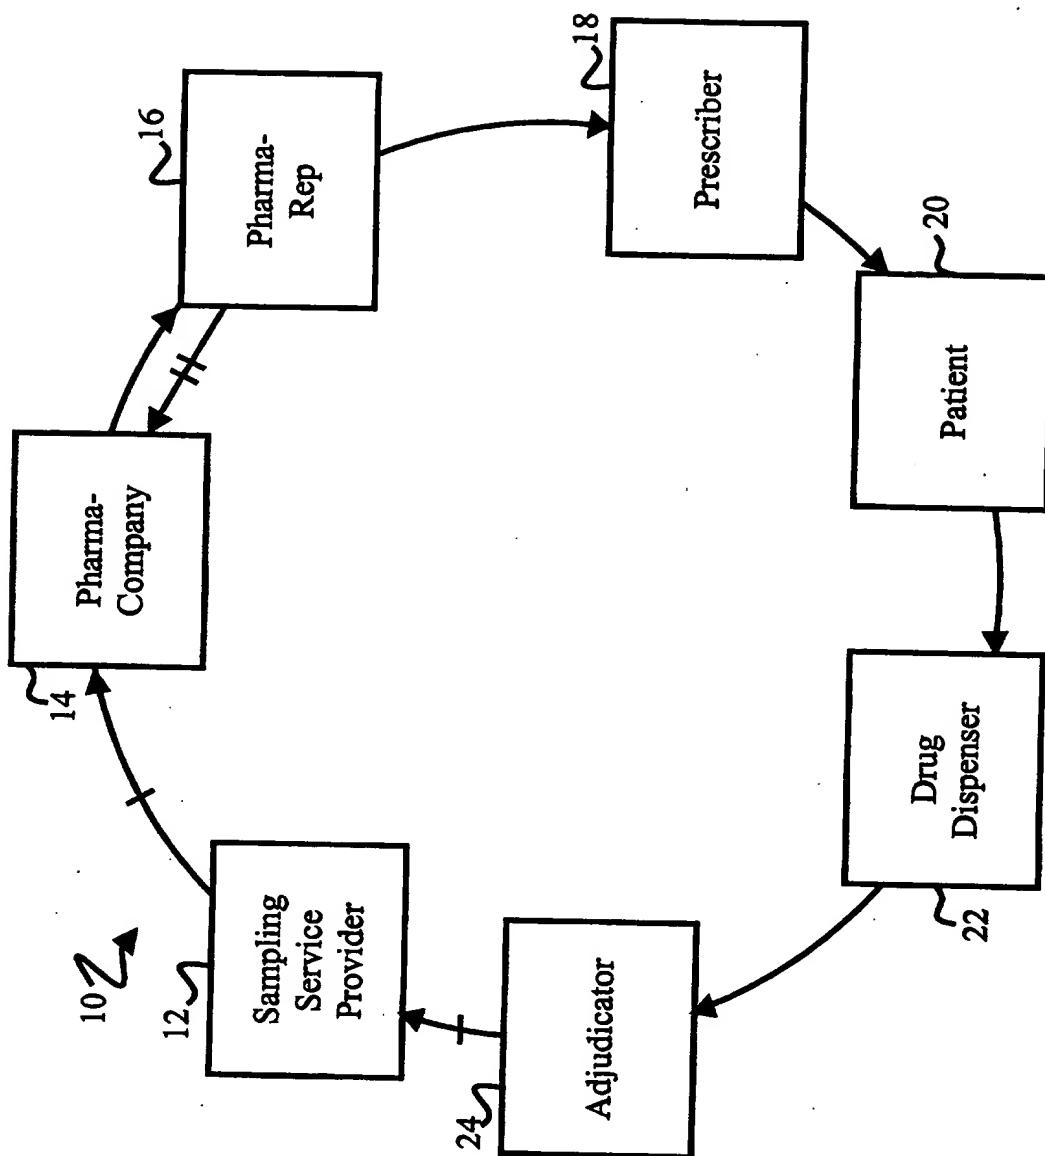 10
12
Sampling
Service
Provider
14
Pharma-
Company
16
Pharma-
Rep
18
Prescriber
20
Patient
22
Drug
Dispenser
24
Adjudicator